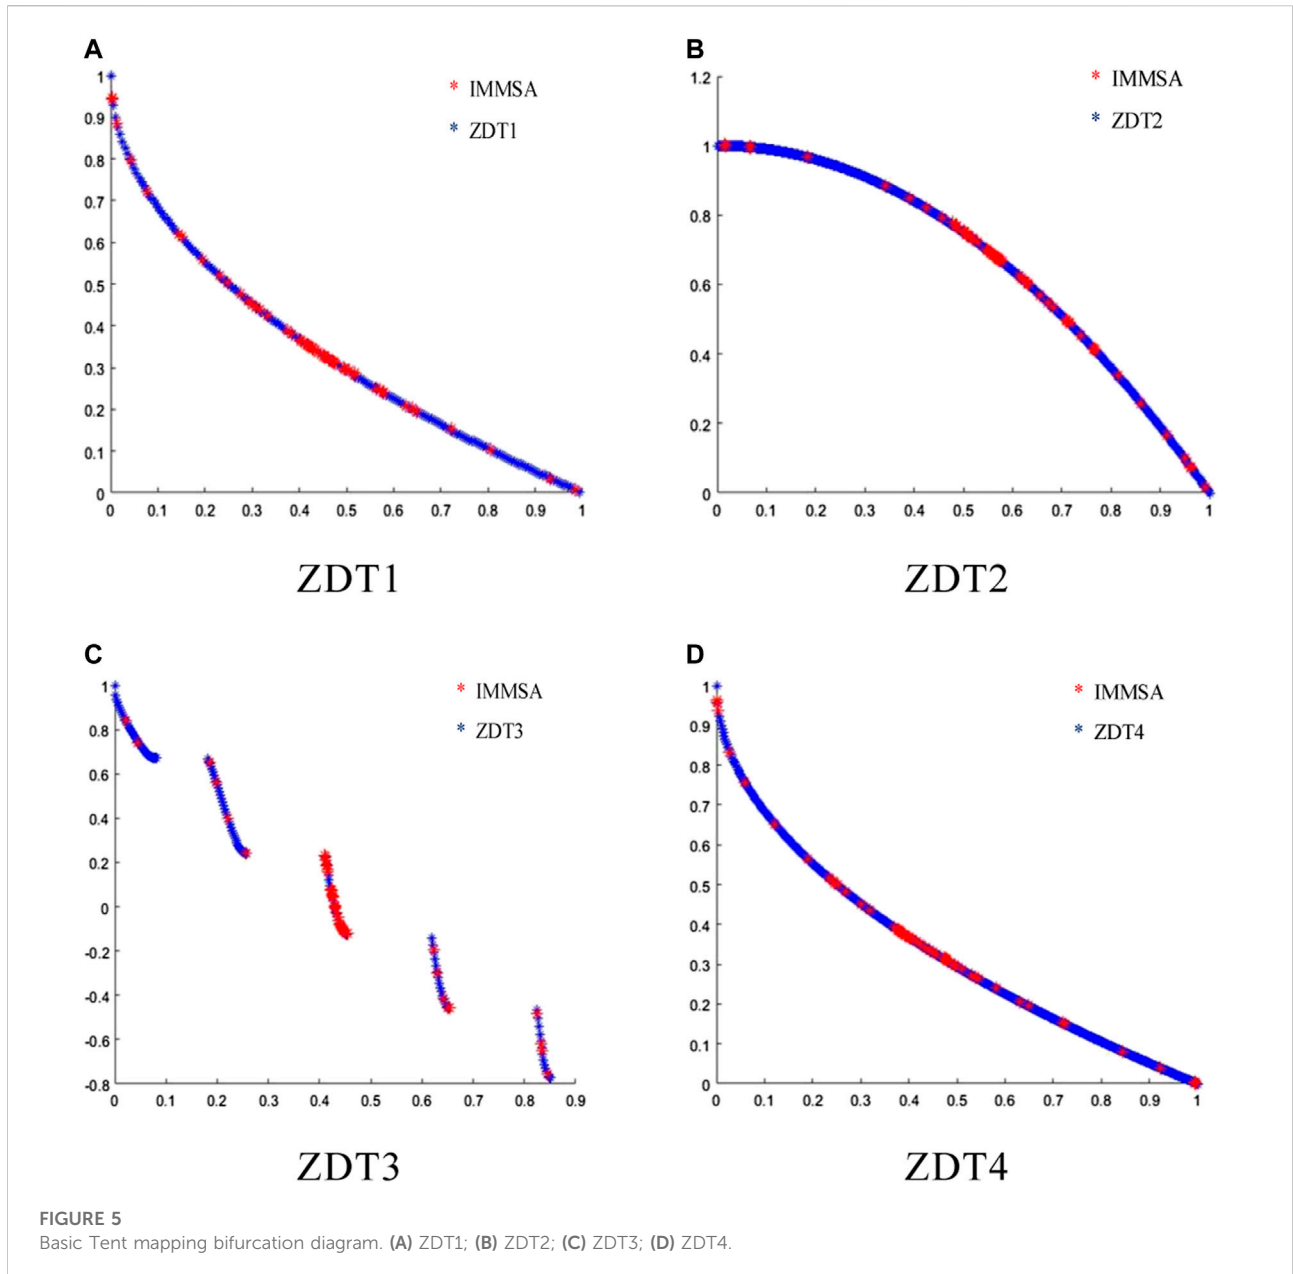 A
* IMMSA
* ZDT1
1
0.9
0.8
0.7
0.6
0.5
0.4
0.3
0.2
0.1
0
0 0.1 0.2 0.3 0.4 0.5 0.6 0.7 0.8 0.9 1
ZDT1
B
* IMMSA
* ZDT2
1.2
1
0.8
0.6
0.4
0.2
0
0 0.1 0.2 0.3 0.4 0.5 0.6 0.7 0.8 0.9 1
ZDT2
C
* IMMSA
* ZDT3
1
0.8
0.6
0.4
0.2
0
-0.2
-0.4
-0.6
-0.8
0 0.1 0.2 0.3 0.4 0.5 0.6 0.7 0.8 0.9
ZDT3
D
* IMMSA
* ZDT4
1
0.9
0.8
0.7
0.6
0.5
0.4
0.3
0.2
0.1
0
0 0.1 0.2 0.3 0.4 0.5 0.6 0.7 0.8 0.9 1
ZDT4
FIGURE 5
Basic Tent mapping bifurcation diagram. (A) ZDT1; (B) ZDT2; (C) ZDT3; (D) ZDT4.